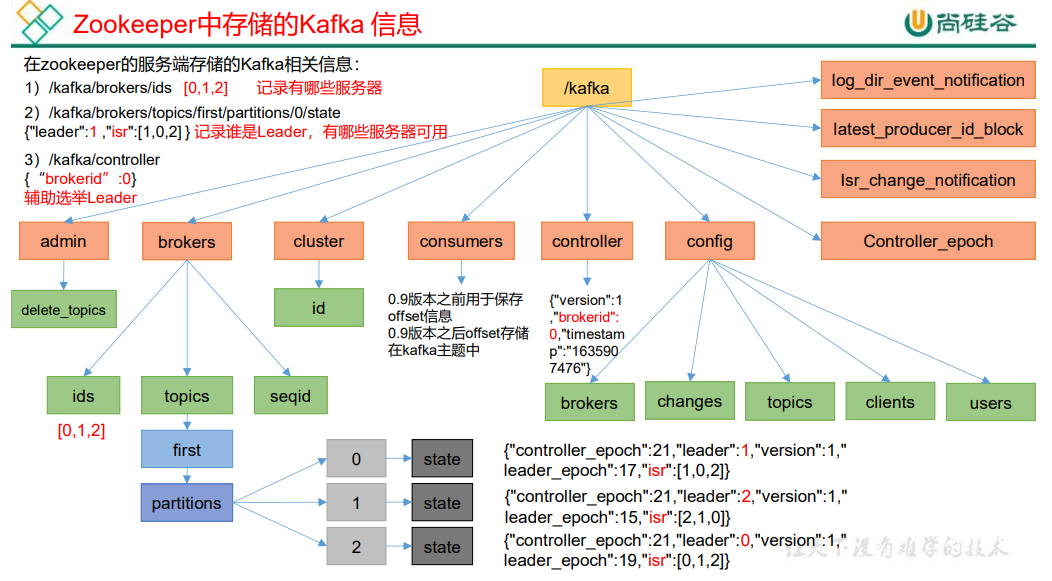 Zookeeper中存储的Kafka 信息
尚硅谷
在zookeeper的服务端存储的Kafka相关信息：
1）/kafka/brokers/ids [0,1,2] 记录有哪些服务器
2）/kafka/brokers/topics/first/partitions/0/state
{"leader":1 ,"isr":[1,0,2] } 记录谁是Leader，有哪些服务器可用
3）/kafka/controller
{“brokerid”:0}
辅助选举Leader
/kafka
log_dir_event_notification
latest_producer_id_block
Isr_change_notification
Controller_epoch
admin
brokers
cluster
consumers
controller
config
delete_topics
id
0.9版本之前用于保存
offset信息
0.9版本之后offset存储
在kafka主题中
{"version":1
,"brokerid":
0,"timestam
p":"163590
7476"}
ids
topics
seqid
brokers
changes
topics
clients
users
[0,1,2]
first
partitions
0
state
1
state
2
state
{"controller_epoch":21,"leader":1,"version":1,"
leader_epoch":17,"isr":[1,0,2]}
{"controller_epoch":21,"leader":2,"version":1,"
leader_epoch":15,"isr":[2,1,0]}
{"controller_epoch":21,"leader":0,"version":1,"
leader_epoch":19,"isr":[0,1,2]}
让天下没有难学的技术